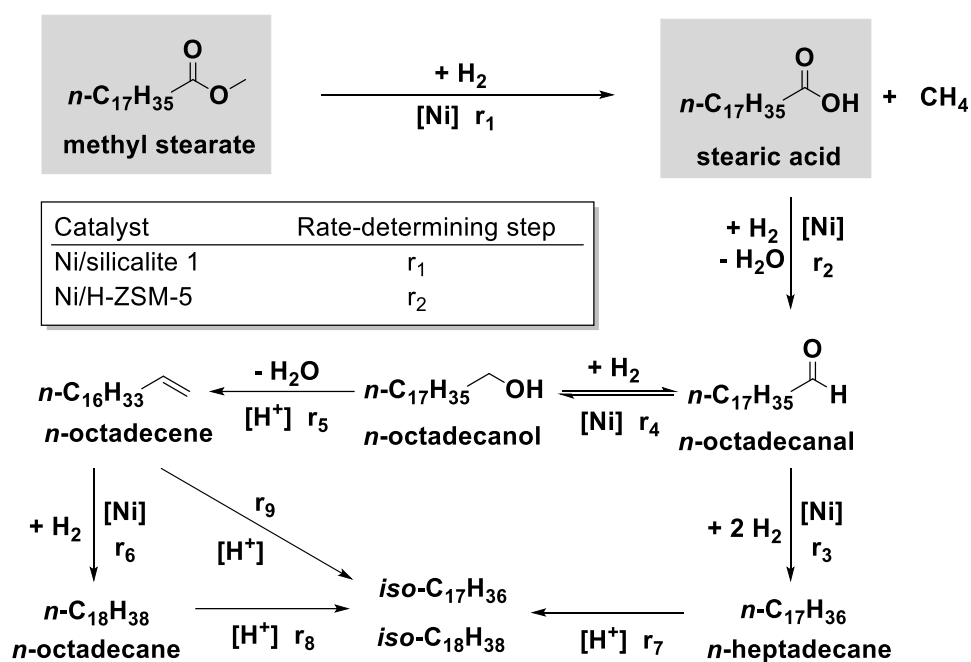 O
n-C₁₇H₃₅ O
methyl stearate
+ H₂
[Ni] r₁
O
n-C₁₇H₃₅ OH + CH₄
stearic acid
Catalyst Rate-determining step
Ni/silicalite 1 r₁
Ni/H-ZSM-5 r₂
+ H₂ [Ni]
- H₂O r₂
n-C₁₆H₃₃
n-octadecene
- H₂O
[H⁺] r₅
n-C₁₇H₃₅ OH
n-octadecanol
+ H₂
[Ni] r₄
O
n-C₁₇H₃₅ H
n-octadecanal
+ H₂ [Ni]
r₆
r₉
[H⁺]
+ 2 H₂ [Ni]
r₃
n-C₁₈H₃₈
n-octadecane
[H⁺] r₈
iso-C₁₇H₃₆
iso-C₁₈H₃₈
[H⁺] r₇
n-C₁₇H₃₆
n-heptadecane